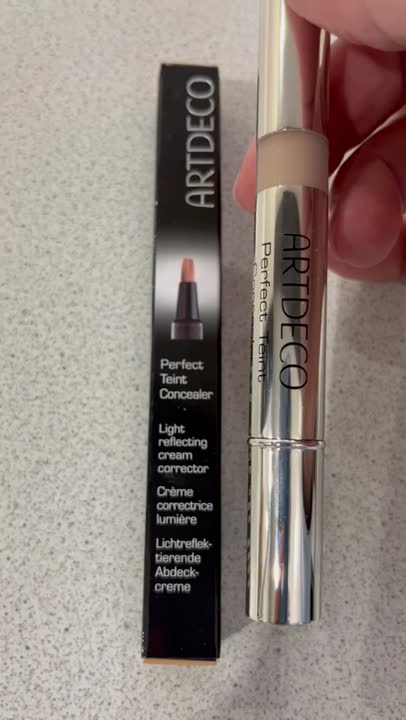 ARTDECO
Perfect
Teint
Concealer
Light
reflecting
cream
corrector
Crème
correctrice
lumière
Lichtreflek-
tierende
Abdeck-
creme
ARTDECO
Perfect Teint